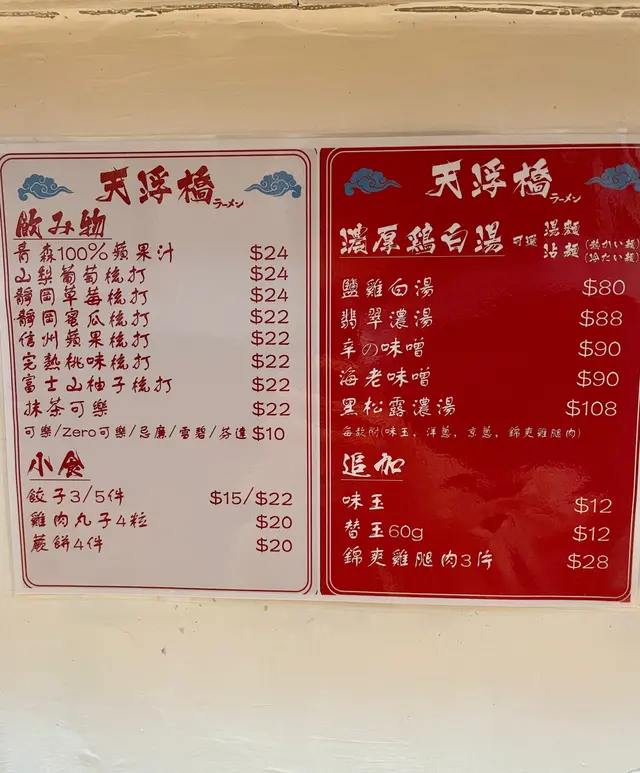 天浮橋
ラーメン
飲み物
青森100%蘋果汁 $24
山梨葡萄梳打 $24
靜岡草莓梳打 $24
靜岡蜜瓜梳打 $22
信州蘋果梳打 $22
完熟桃味梳打 $22
富士山柚子梳打 $22
抹茶可樂 $22
可樂/Zero可樂/忌廉/雪碧/芬達 $10
小食
餃子3/5件 $15/$22
雞肉丸子4粒 $20
蕨餅4件 $20
天浮橋
ラーメン
濃厚鶏白湯 可選 湯麵
沾麵 (熱かい麺)
(冷たい麺)
鹽雞白湯 $80
翡翠濃湯 $88
辛の味噌 $90
海老味噌 $90
黑松露濃湯 $108
每款附(味玉, 洋蔥, 京蔥, 錦爽雞腿肉)
追加
味玉 $12
替玉60g $12
錦爽雞腿肉3片 $28